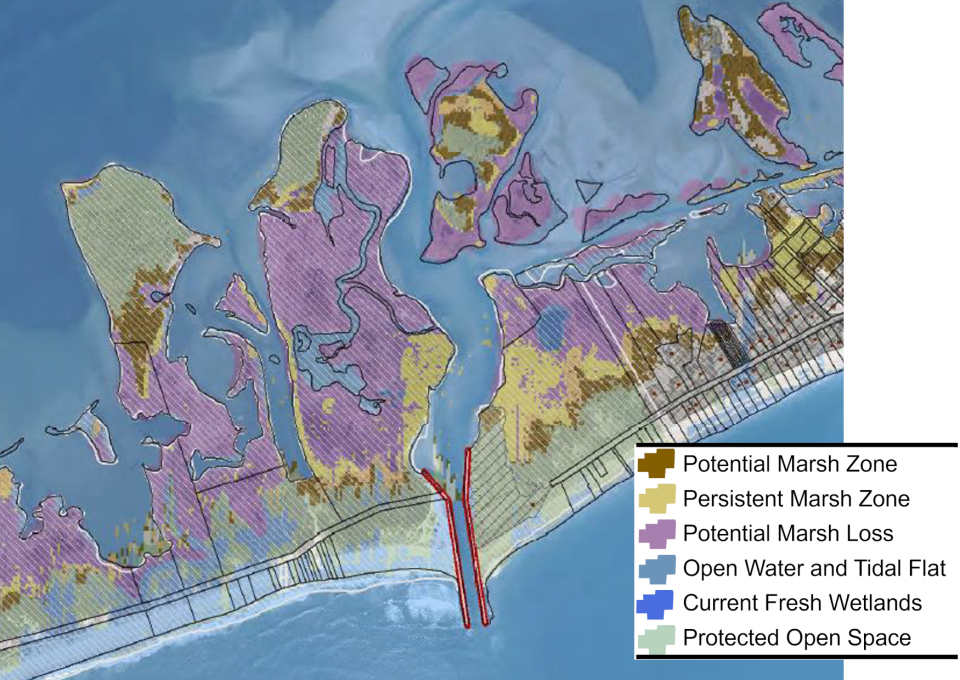 Potential Marsh Zone
Persistent Marsh Zone
Potential Marsh Loss
Open Water and Tidal Flat
Current Fresh Wetlands
Protected Open Space